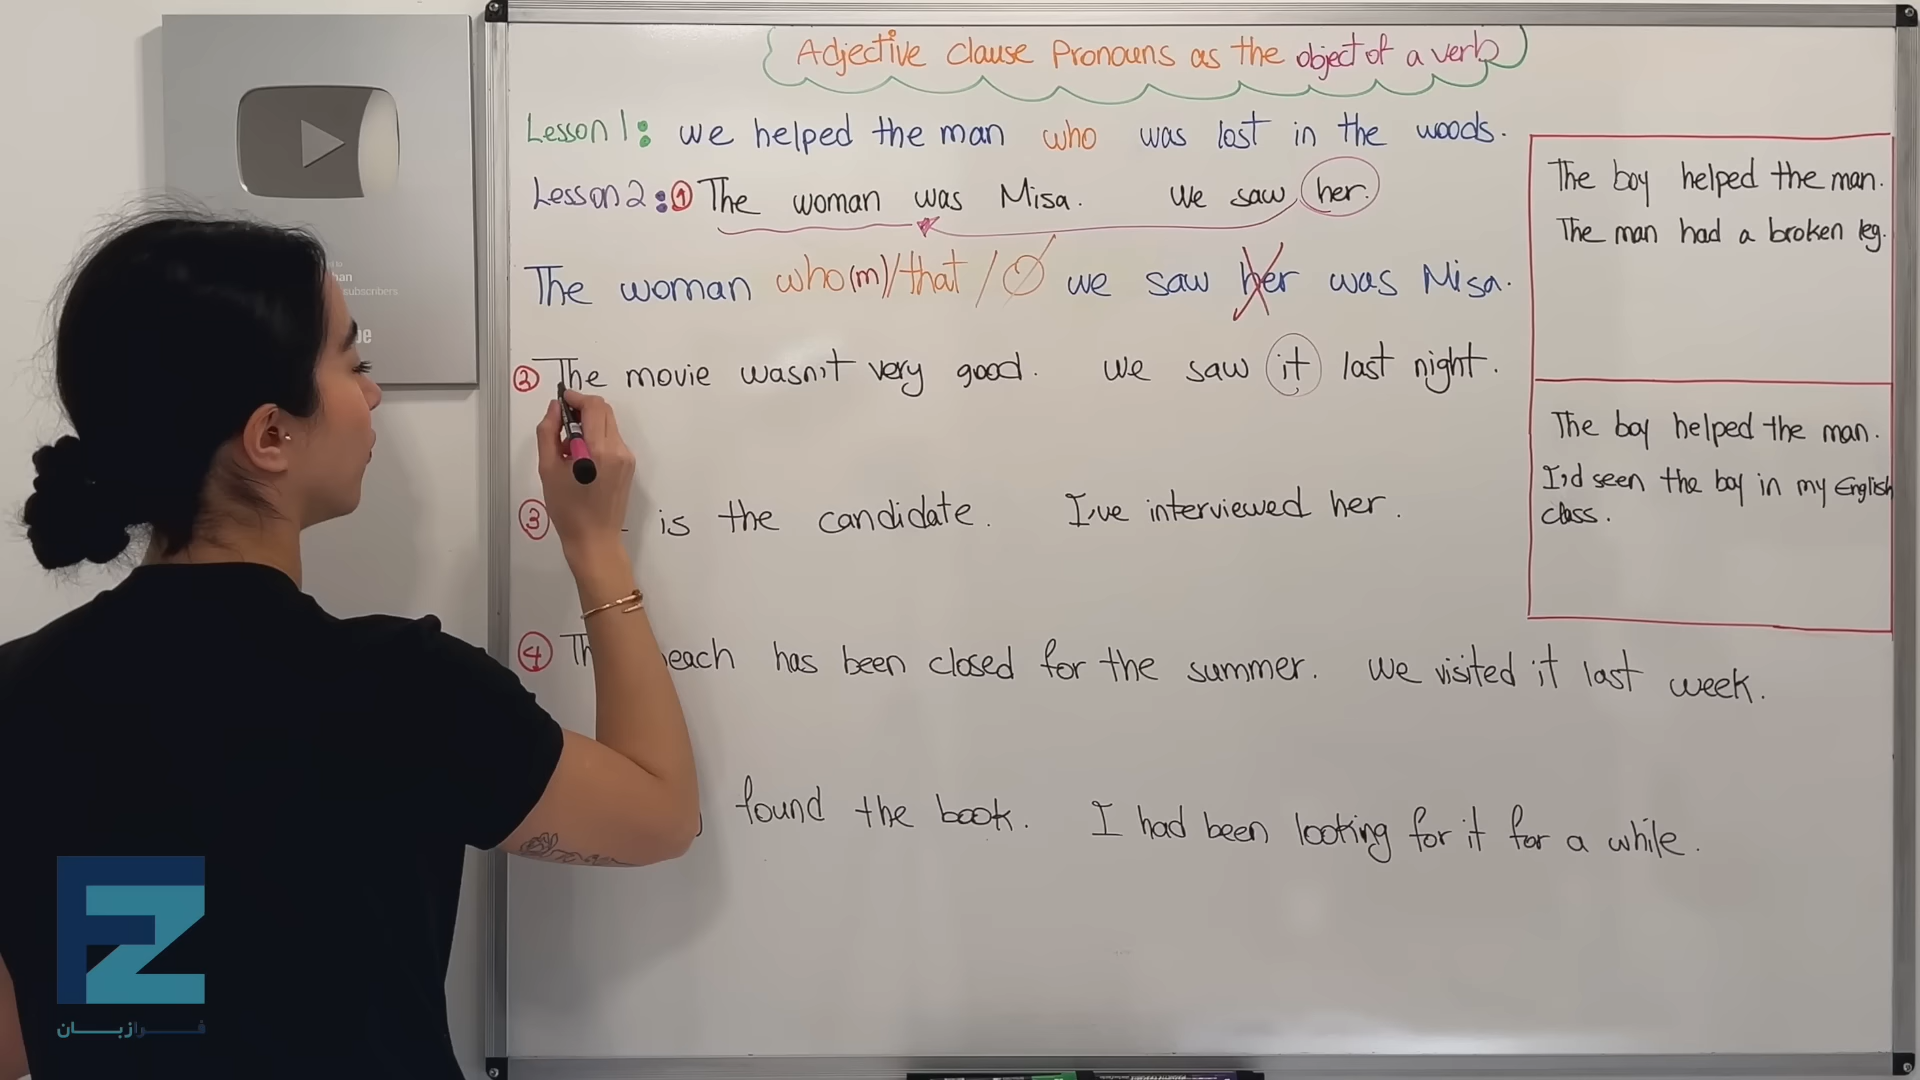 Adjective Clause Pronouns as the object of a verb
Lesson 1: we helped the man who was lost in the woods.
Lesson 2: ① The woman was Misa. we saw her.
The woman who(m)/that/Ø we saw her was Misa.
② The movie wasn't very good. we saw it last night.
③ is the candidate. I've interviewed her.
④ each has been closed for the summer. we visited it last week.
found the book. I had been looking for it for a while.
The boy helped the man.
The man had a broken leg.
The boy helped the man.
I'd seen the boy in my English
class.
han
subscribers
be
FZ
فرازبان